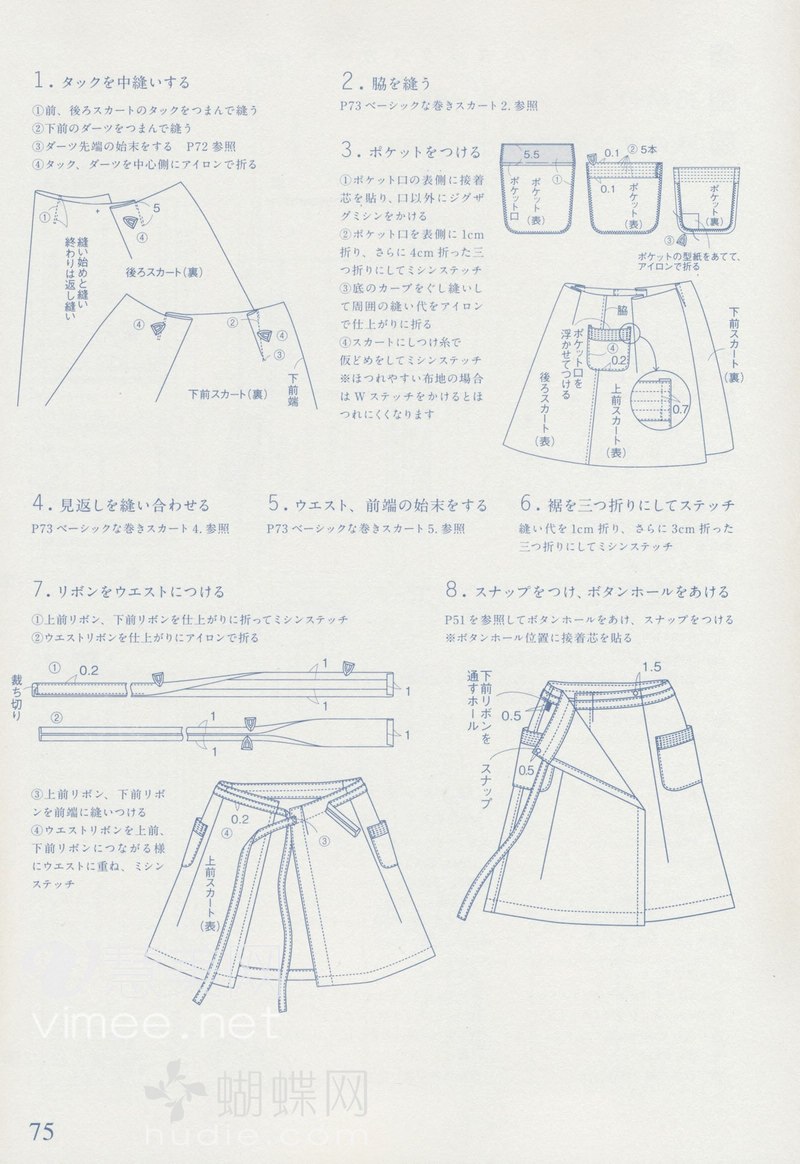 1. タックを中縫いする
①前、後ろスカートのタックをつまんで縫う
②下前のダーツをつまんで縫う
③ダーツ先端の始末をする P72 参照
④タック、ダーツを中心側にアイロンで折る
①
5
④
縫い始めと縫い
終わりは返し縫い
後ろスカート(裏)
④
②
④
③
下前スカート(裏)
下前端
2. 脇を縫う
P73 ベーシックな巻きスカート 2. 参照
3. ポケットをつける
①ポケット口の表側に接着
芯を貼り、口以外にジグザ
グミシンをかける
②ポケット口を表側に 1cm
折り、さらに 4cm 折った三
つ折りにしてミシンステッチ
③底のカーブをぐし縫いし
て周囲の縫い代をアイロン
で仕上がりに折る
④スカートにしつけ糸で
仮どめをしてミシンステッチ
※ほつれやすい布地の場合
は W ステッチをかけるとほ
つれにくくなります
5.5
①
ポケット口
ポケット(表)
0.1
②5本
0.1
ポケット(表)
ポケット(裏)
③
ポケットの型紙をあてて、
アイロンで折る
脇
ポケット口を
浮かせてつける
④
0.2
0.7
後ろスカート(表)
上前スカート(表)
下前スカート(裏)
4. 見返しを縫い合わせる
P73 ベーシックな巻きスカート 4. 参照
5. ウエスト、前端の始末をする
P73 ベーシックな巻きスカート 5. 参照
6. 裾を三つ折りにしてステッチ
縫い代を 1cm 折り、さらに 3cm 折った
三つ折りにしてミシンステッチ
7. リボンをウエストにつける
①上前リボン、下前リボンを仕上がりに折ってミシンステッチ
②ウエストリボンを仕上がりにアイロンで折る
①
0.2
1
1
1
裁ち切り
②
1
1
1
③上前リボン、下前リボ
ンを前端に縫いつける
④ウエストリボンを上前、
下前リボンにつながる様
にウエストに重ね、ミシン
ステッチ
0.2
④
③
上前スカート(表)
8. スナップをつけ、ボタンホールをあける
P51 を参照してボタンホールをあけ、スナップをつける
※ボタンホール位置に接着芯を貼る
1.5
下前リボンを
通すホール
0.5
0.5
スナップ
vimee.net
蝴蝶网
hudie.com
75